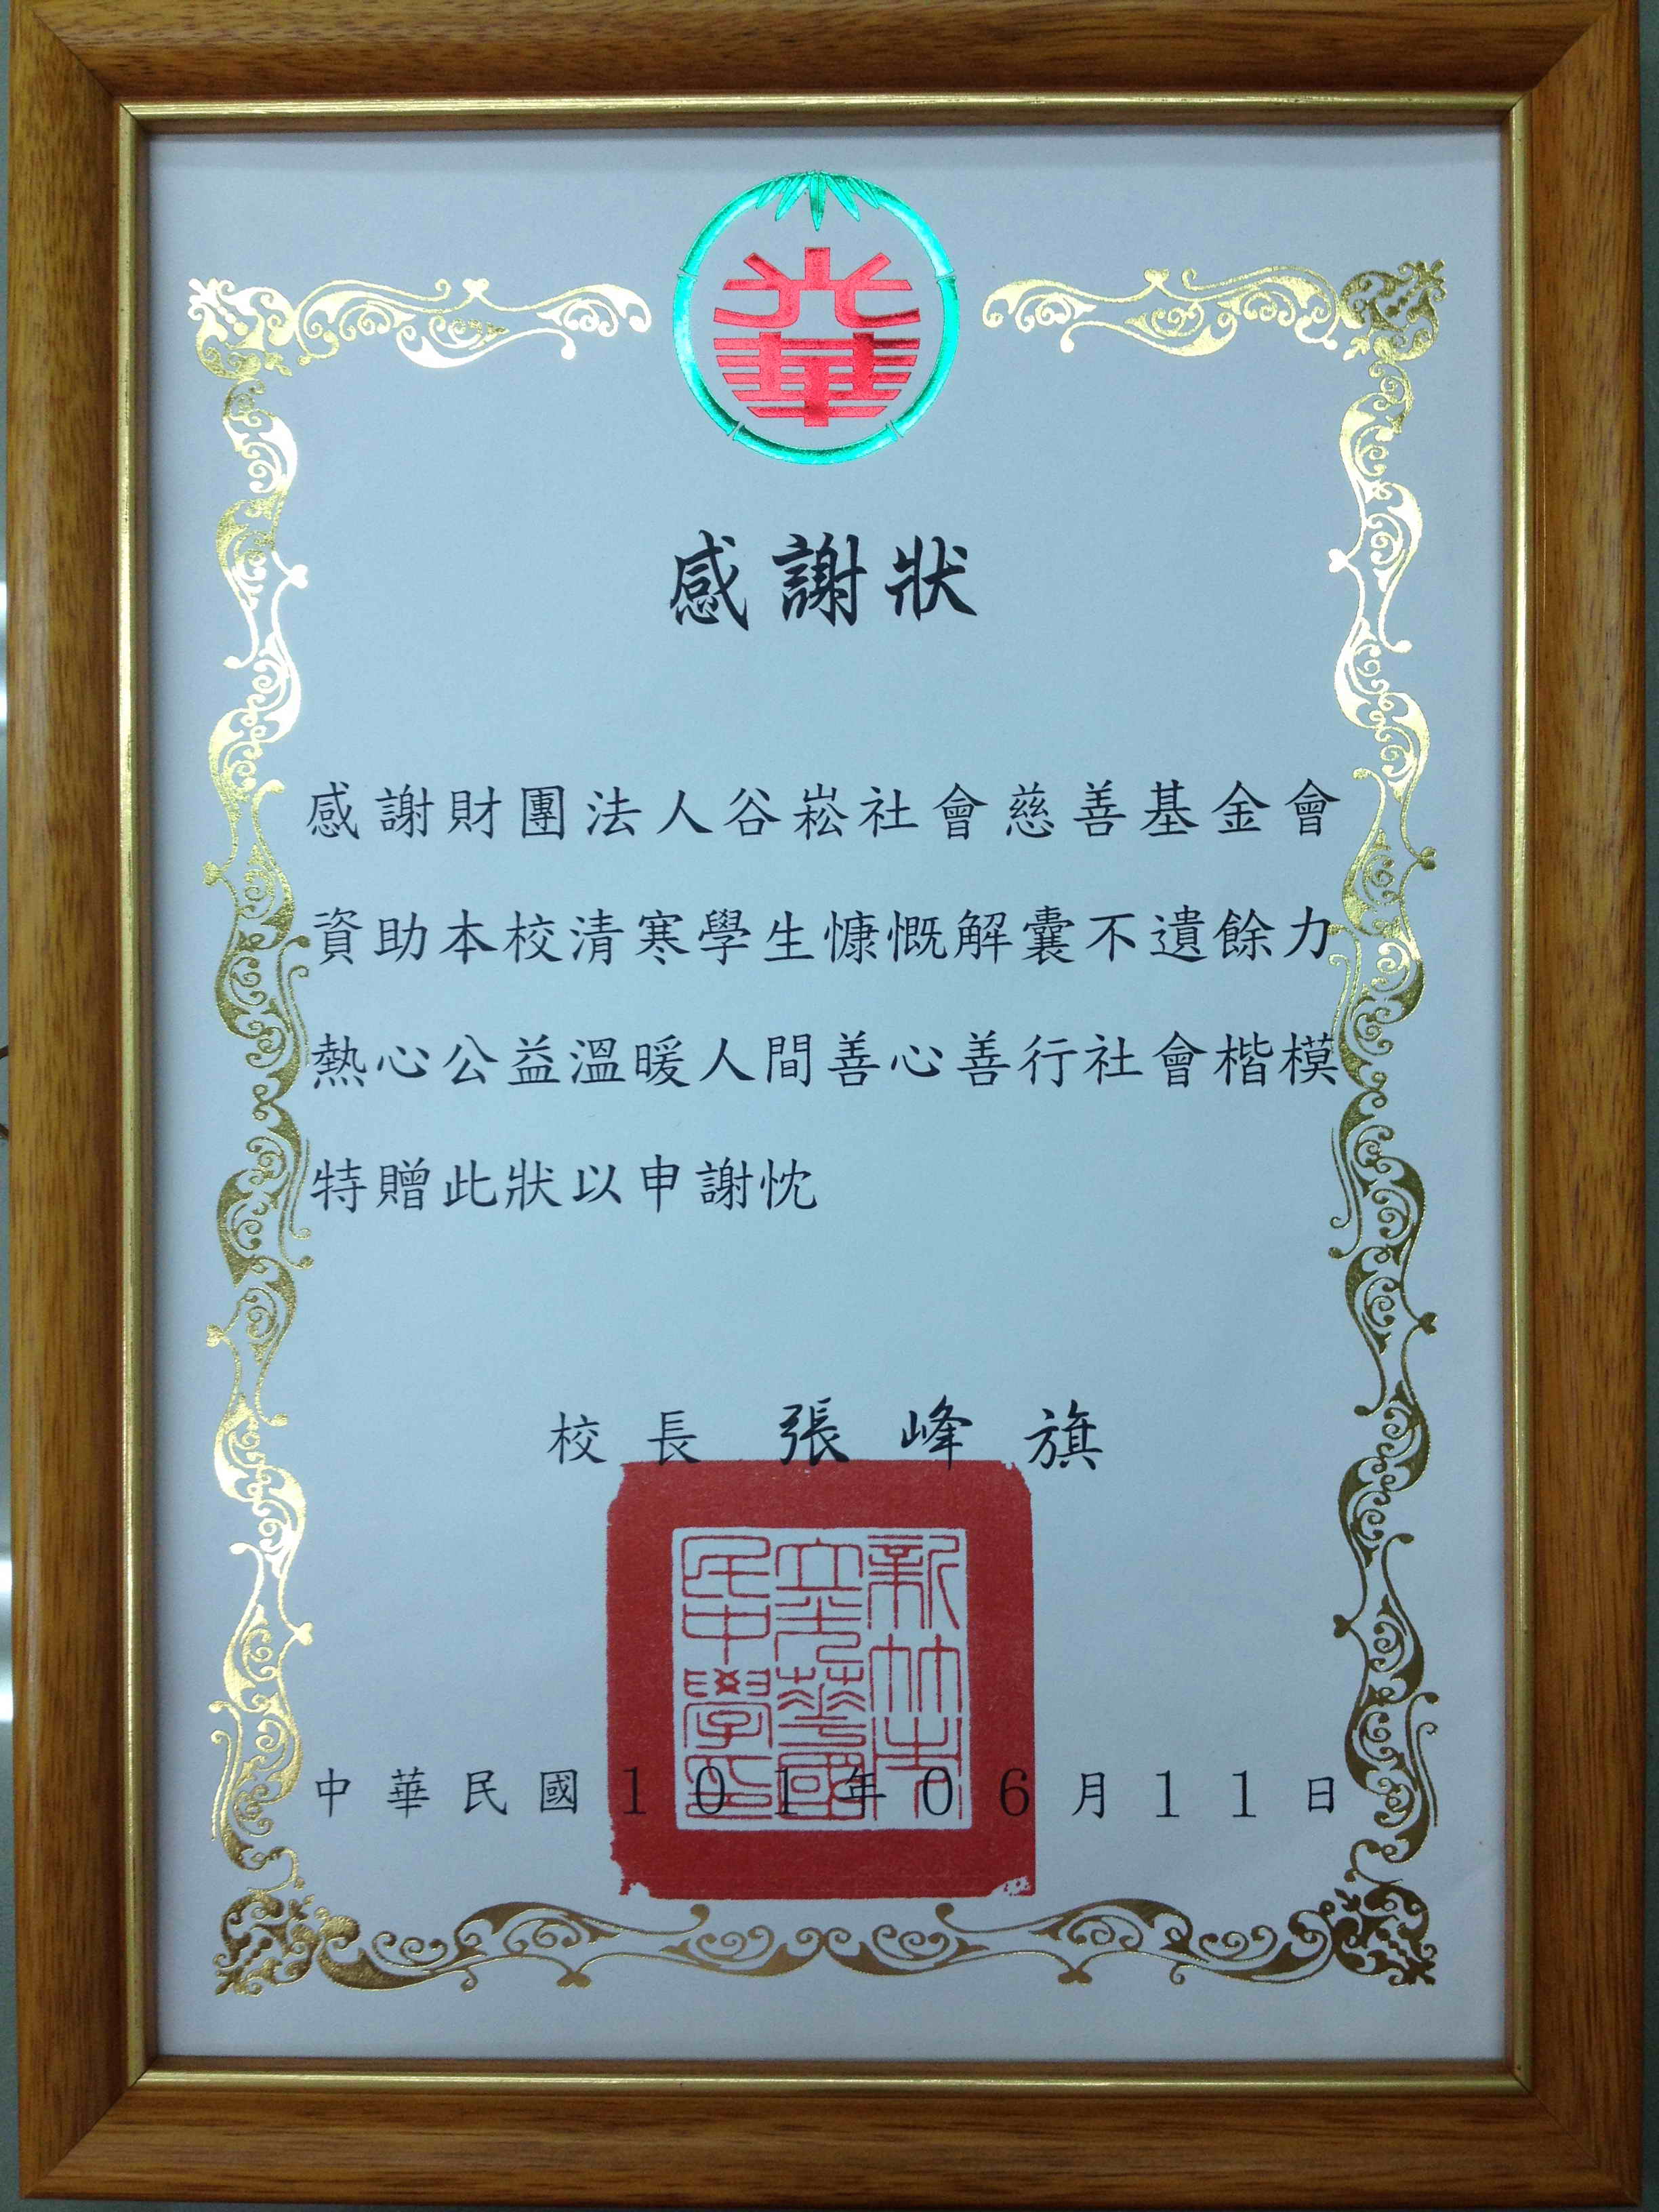 光華
感謝狀
感謝財團法人谷崧社會慈善基金會
資助本校清寒學生慷慨解囊不遺餘力
熱心公益溫暖人間善心善行社會楷模
特贈此狀以申謝忱
校長 張峰旗
新竹市立光華國民中學印
中華民國101年06月11日